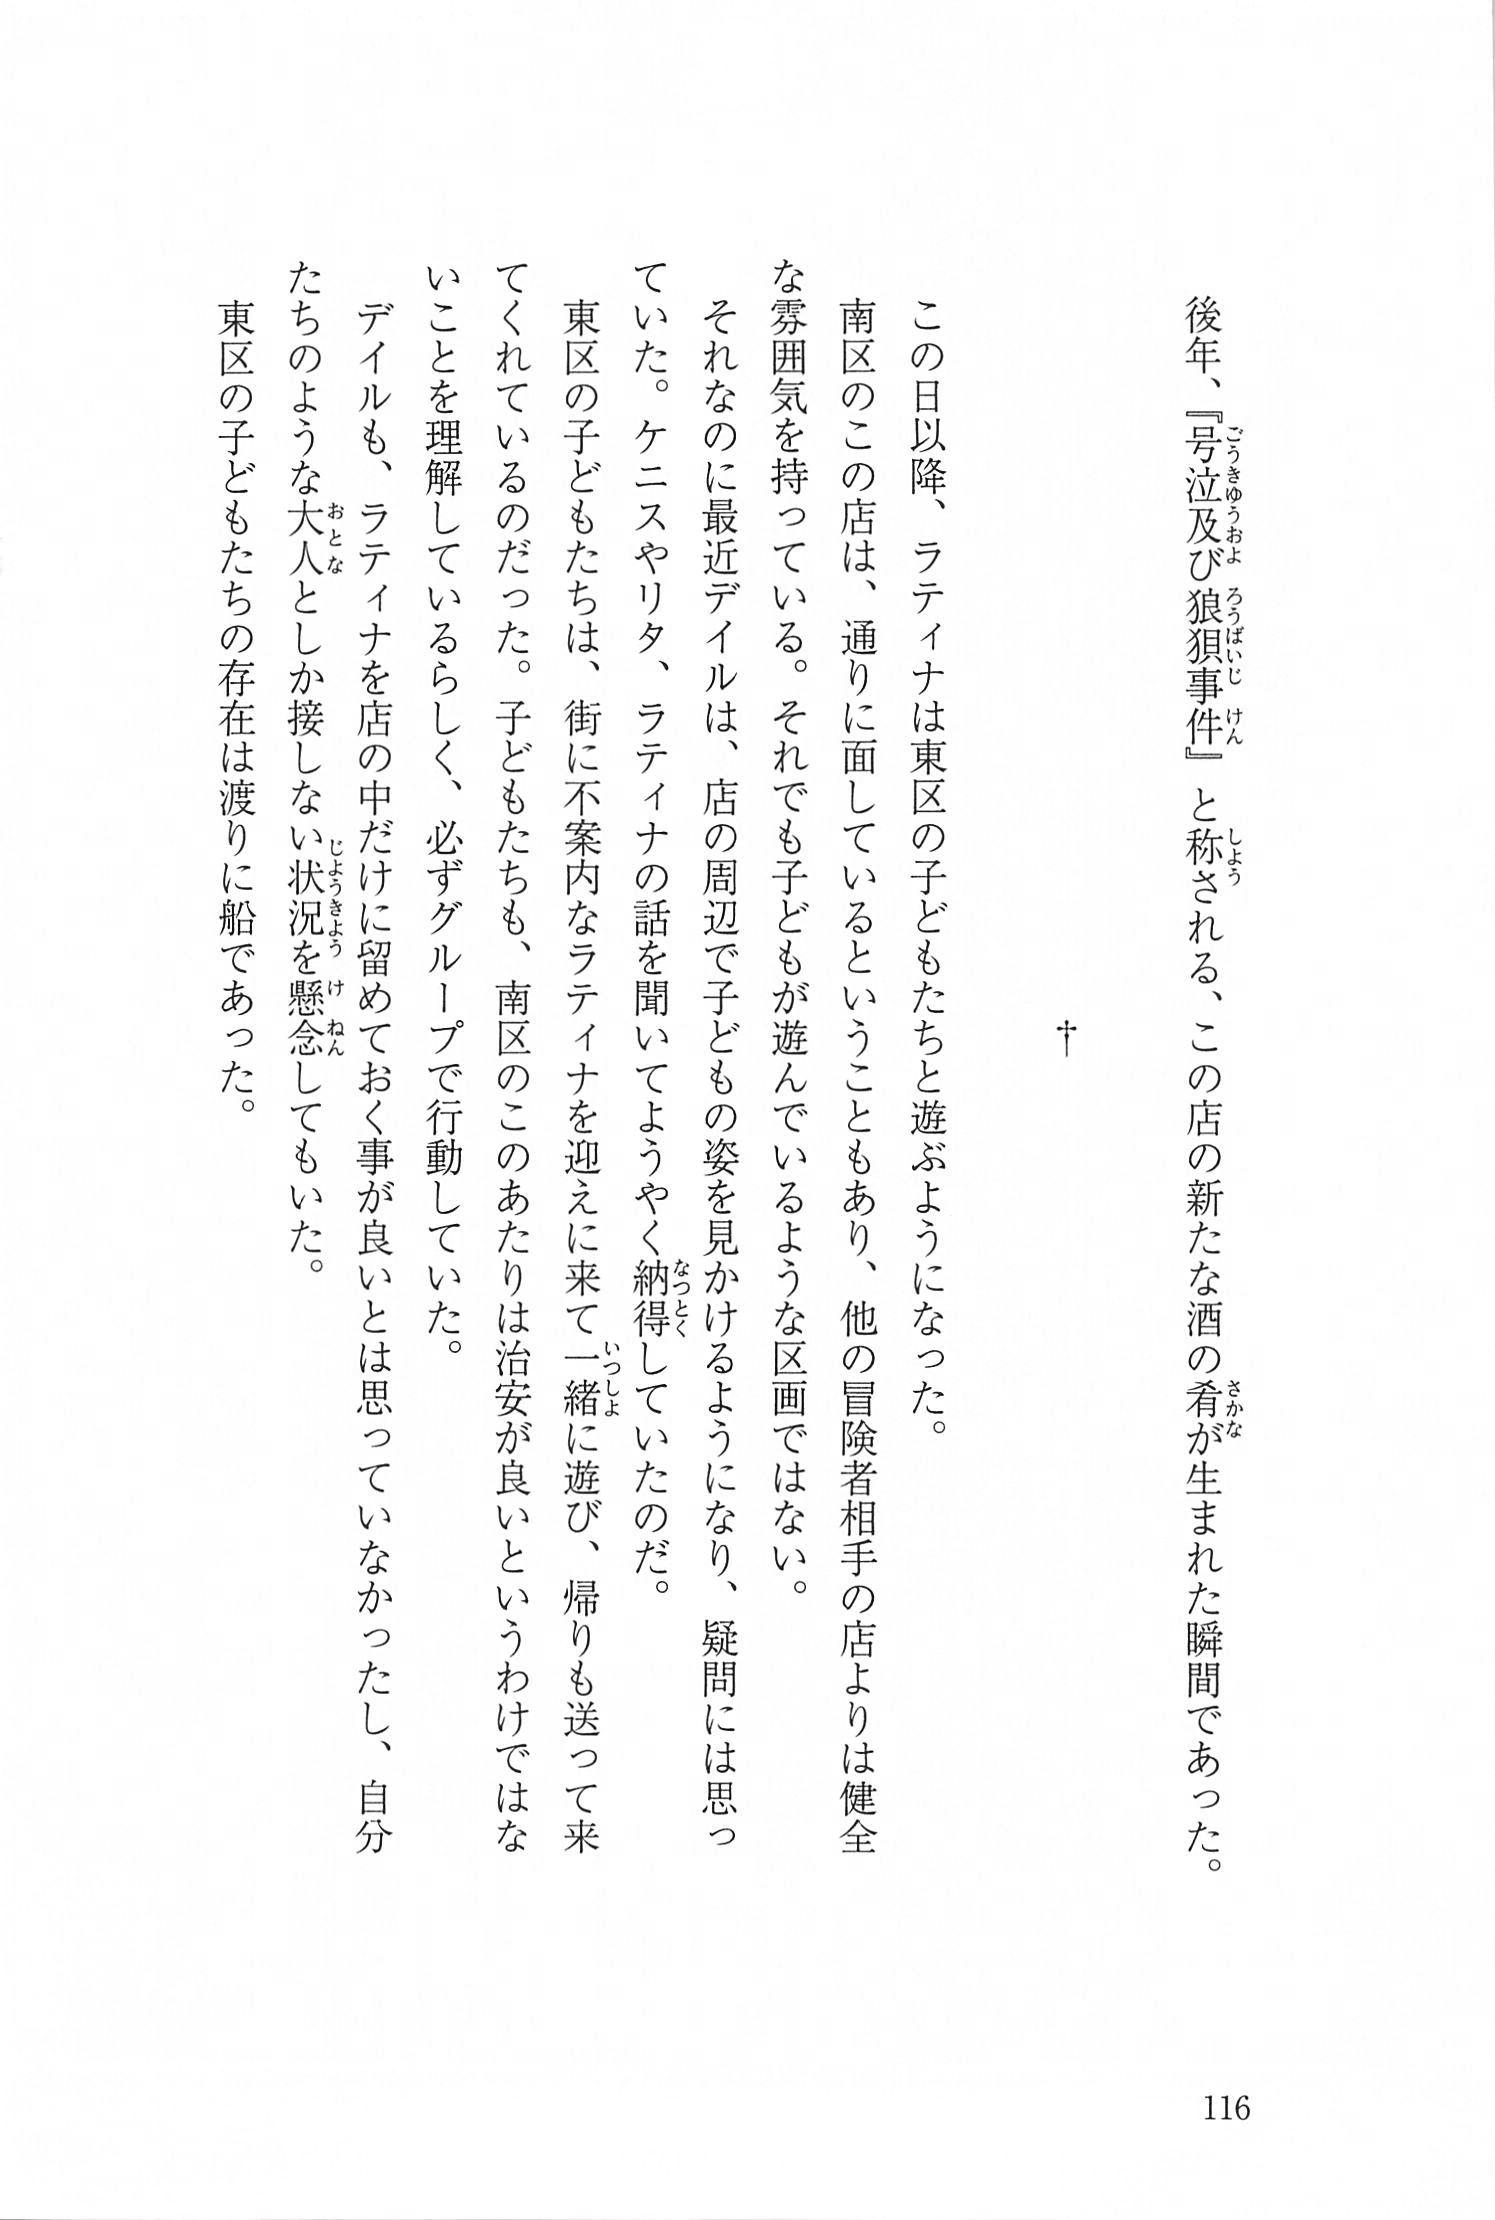 後年、『号泣及び狼狽事件』と称される、この店の新たな酒の肴が生まれた瞬間であった。
†
この日以降、ラティナは東区の子どもたちと遊ぶようになった。
南区のこの店は、通りに面しているということもあり、他の冒険者相手の店よりは健全
な雰囲気を持っている。それでも子どもが遊んでいるような区画ではない。
それなのに最近デイルは、店の周辺で子どもの姿を見かけるようになり、疑問には思っ
ていた。ケニスやリタ、ラティナの話を聞いてようやく納得していたのだ。
東区の子どもたちは、街に不案内なラティナを迎えに来て一緒に遊び、帰りも送って来
てくれているのだった。子どもたちも、南区のこのあたりは治安が良いというわけではな
いことを理解しているらしく、必ずグループで行動していた。
デイルも、ラティナを店の中だけに留めておく事が良いとは思っていなかったし、自分
たちのような大人としか接しない状況を懸念してもいた。
東区の子どもたちの存在は渡りに船であった。
116